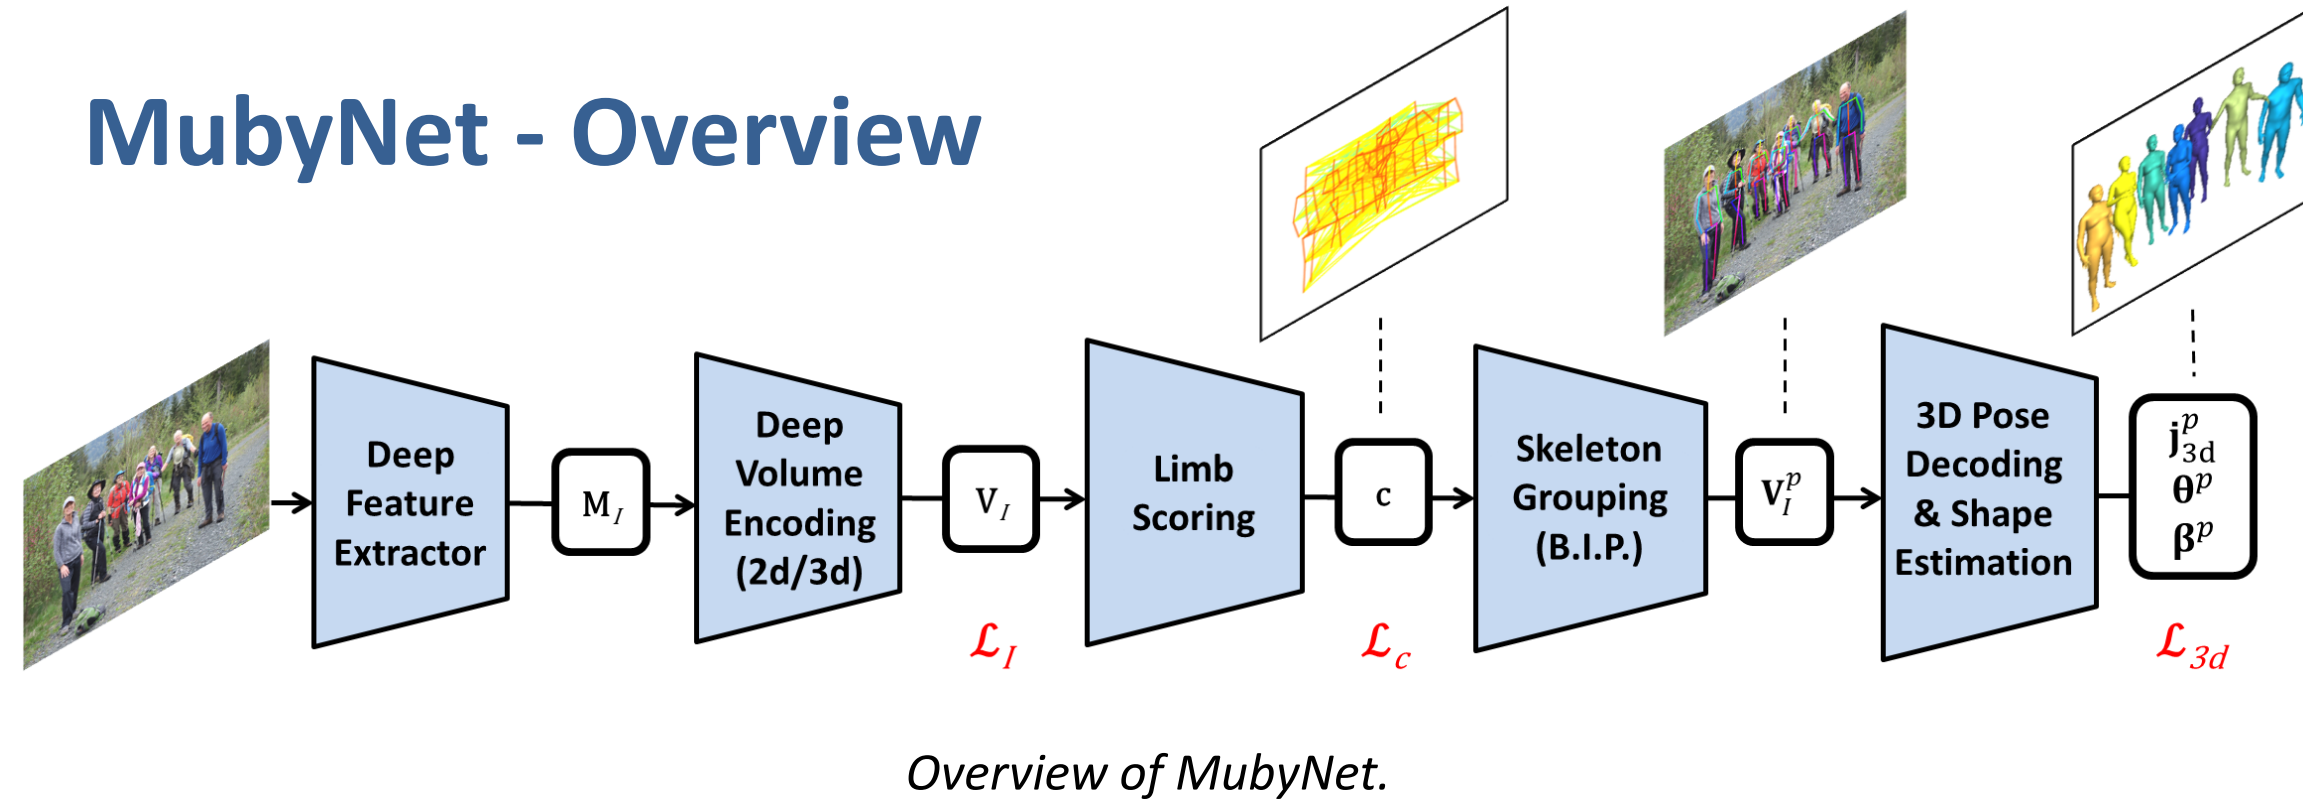 MubyNet - Overview
Deep
Feature
Extractor
M_I
Deep
Volume
Encoding
(2d/3d)
V_I
ℒ_I
Limb
Scoring
c
ℒ_c
Skeleton
Grouping
(B.I.P.)
V_I^p
3D Pose
Decoding
& Shape
Estimation
j_3d^p
θ^p
β^p
ℒ_3d
Overview of MubyNet.